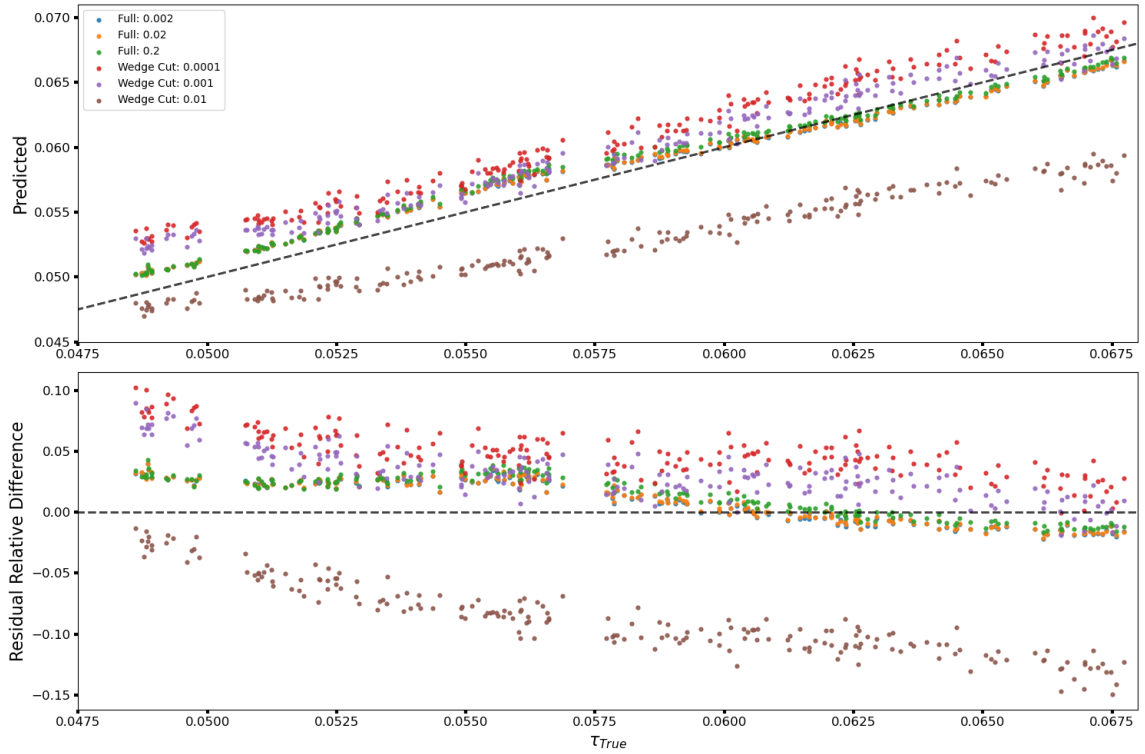 Full: 0.002
Full: 0.02
Full: 0.2
Wedge Cut: 0.0001
Wedge Cut: 0.001
Wedge Cut: 0.01
Predicted
0.070
0.065
0.060
0.055
0.050
0.045
0.0475 0.0500 0.0525 0.0550 0.0575 0.0600 0.0625 0.0650 0.0675
Residual Relative Difference
0.10
0.05
0.00
−0.05
−0.10
−0.15
0.0475 0.0500 0.0525 0.0550 0.0575 0.0600 0.0625 0.0650 0.0675
τTrue